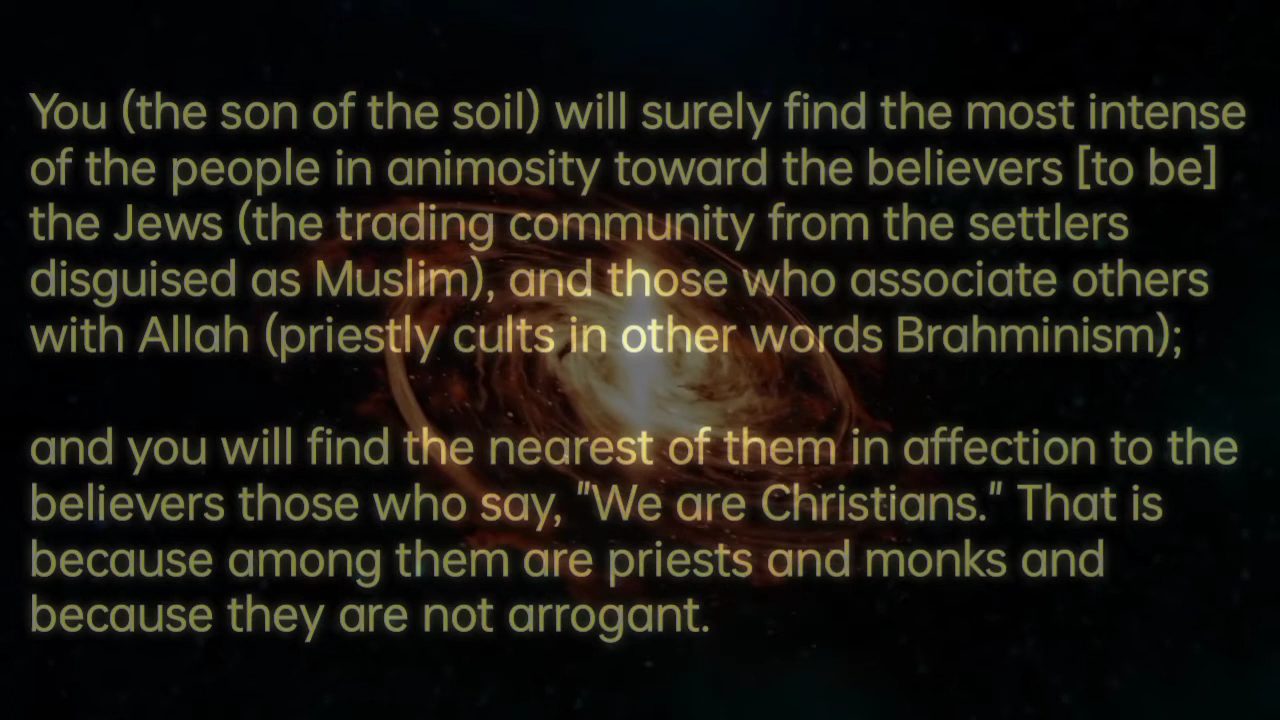 You (the son of the soil) will surely find the most intense
of the people in animosity toward the believers [to be]
the Jews (the trading community from the settlers
disguised as Muslim), and those who associate others
with Allah (priestly cults in other words Brahminism);
and you will find the nearest of them in affection to the
believers those who say, "We are Christians." That is
because among them are priests and monks and
because they are not arrogant.